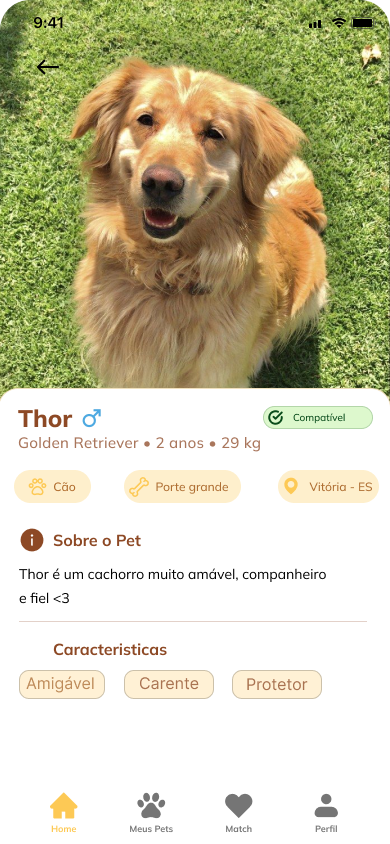 9:41
Thor
Compatível
Golden Retriever • 2 anos • 29 kg
Cão
Porte grande
Vitória - ES
Sobre o Pet
Thor é um cachorro muito amável, companheiro
e fiel <3
Caracteristicas
Amigável
Carente
Protetor
Home
Meus Pets
Match
Perfil